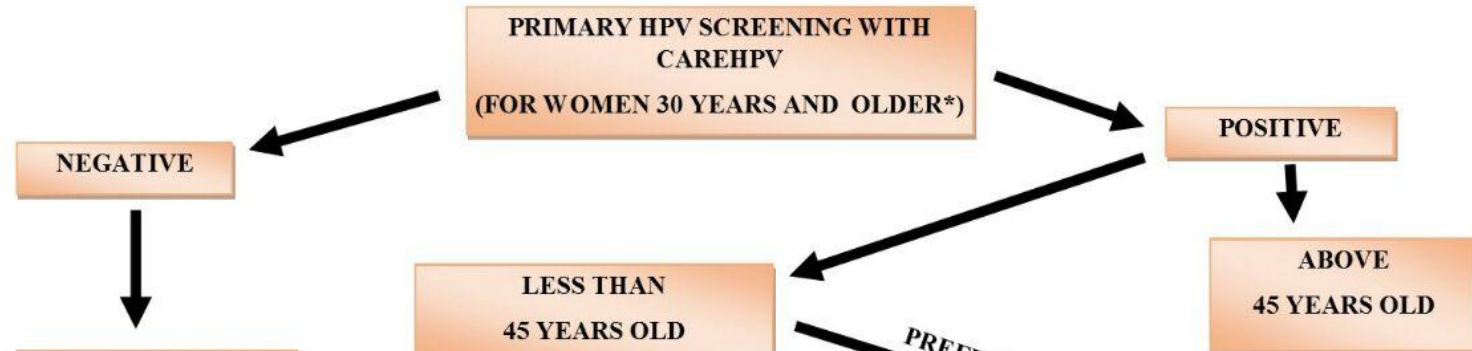 PRIMARY HPV SCREENING WITH
CAREHPV
(FOR WOMEN 30 YEARS AND OLDER*)
NEGATIVE
POSITIVE
LESS THAN
45 YEARS OLD
ABOVE
45 YEARS OLD